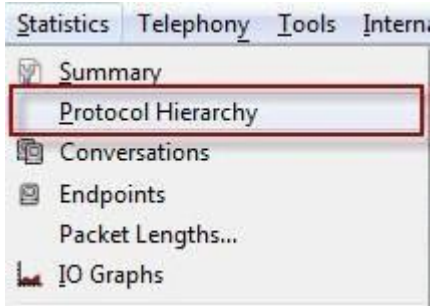 Statistics Telephony Tools Interna
Summary
Protocol Hierarchy
Conversations
Endpoints
Packet Lengths...
IO Graphs